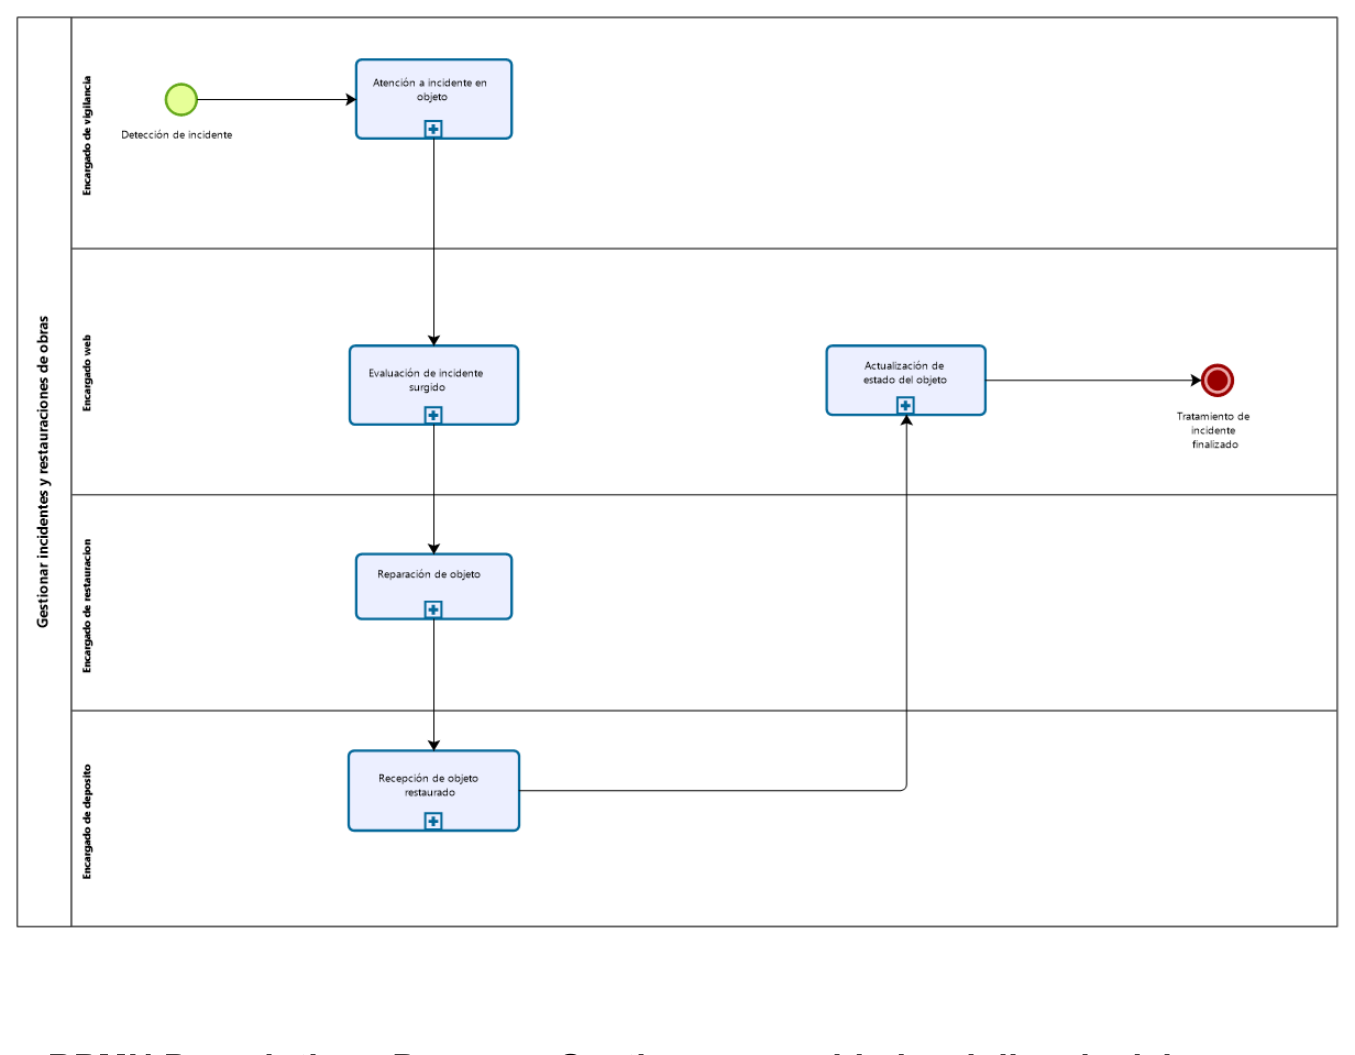 Gestionar incidentes y restauraciones de obras
Encargado de vigilancia
Detección de incidente
Atención a incidente en
objeto
Encargado web
Evaluación de incidente
surgido
Actualización de
estado del objeto
Tratamiento de
incidente
finalizado
Encargado de restauracion
Reparación de objeto
Encargado de deposito
Recepción de objeto
restaurado